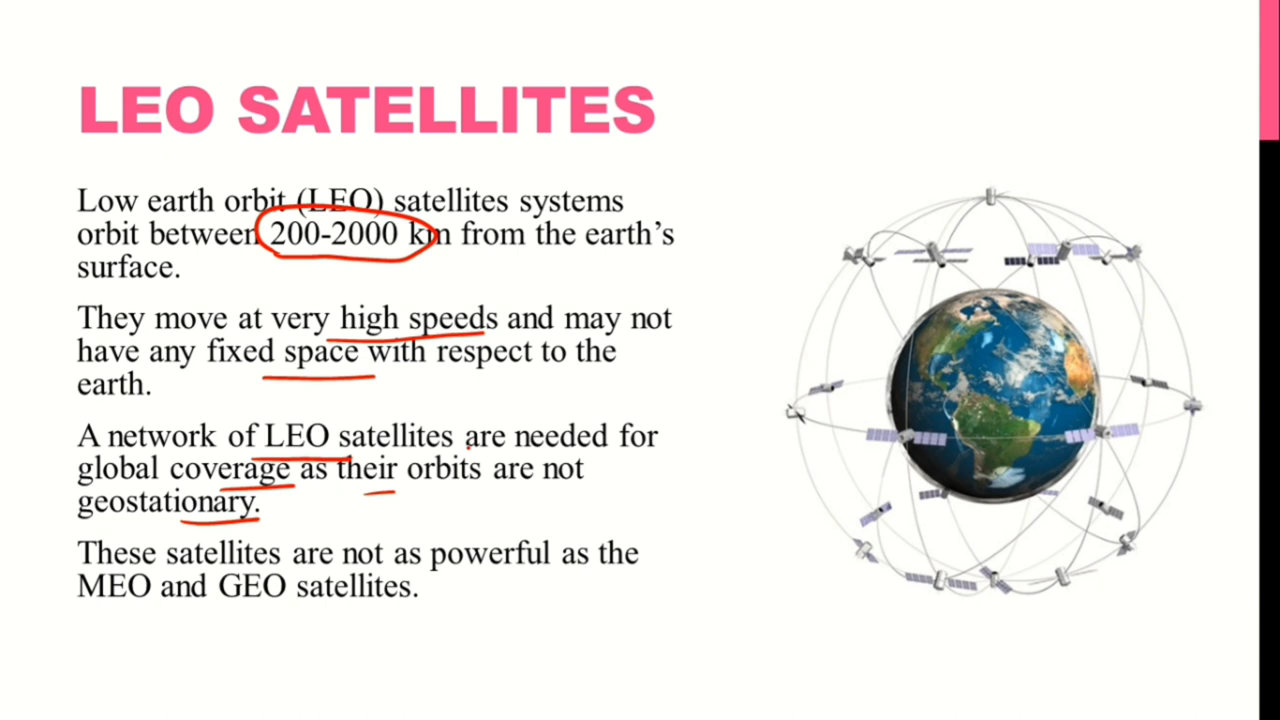 LEO SATELLITES
Low earth orbit (LEO) satellites systems
orbit between 200-2000 km from the earth's
surface.
They move at very high speeds and may not
have any fixed space with respect to the
earth.
A network of LEO satellites are needed for
global coverage as their orbits are not
geostationary.
These satellites are not as powerful as the
MEO and GEO satellites.